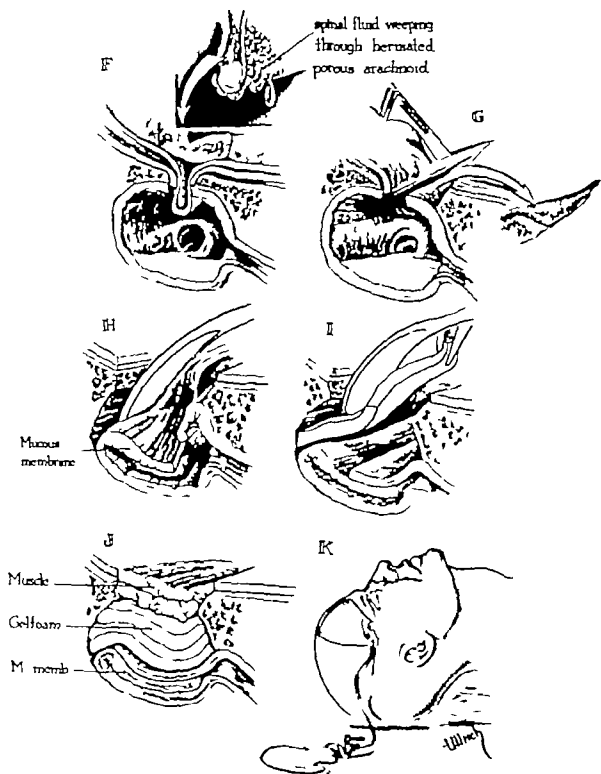 spinal fluid weeping
through herniated
porous arachnoid
F
G
H
I
Mucous
membrane
J
K
Muscle
Gelfoam
M memb